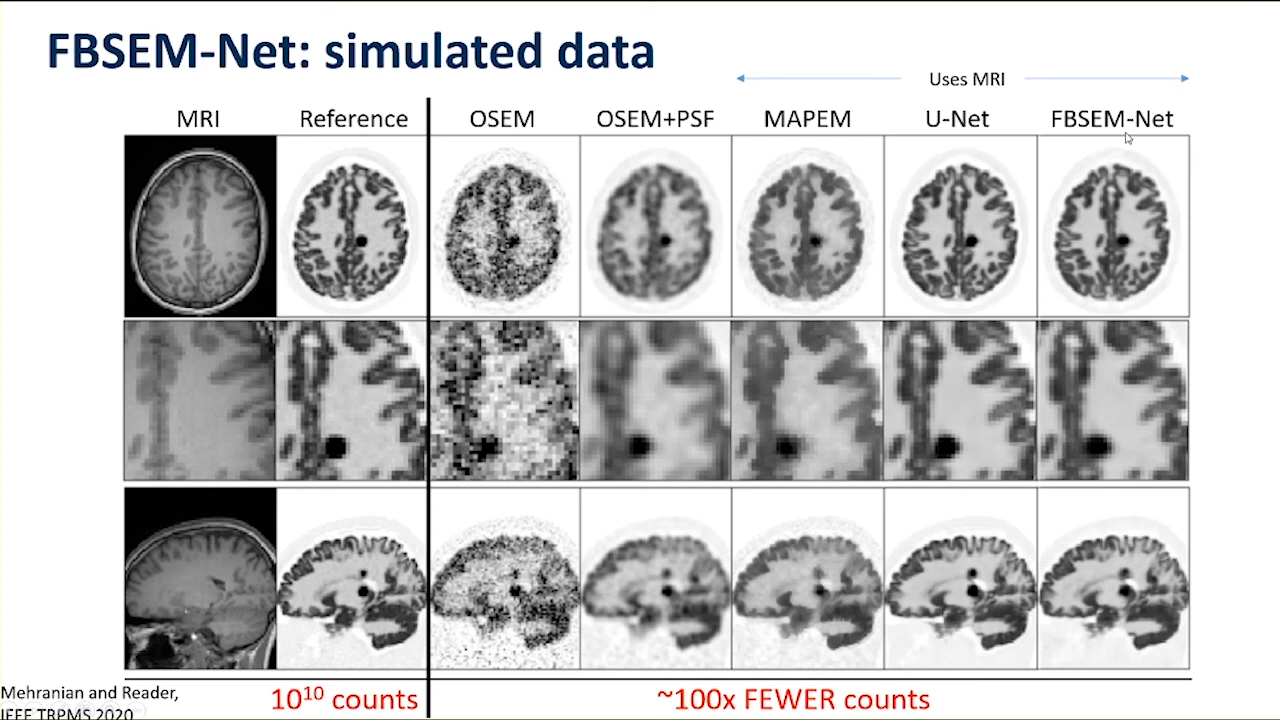 FBSEM-Net: simulated data
Uses MRI
MRI Reference OSEM OSEM+PSF MAPEM U-Net FBSEM-Net
Mehranian and Reader,
IEEE TRPMS 2020
10¹⁰ counts
~100x FEWER counts